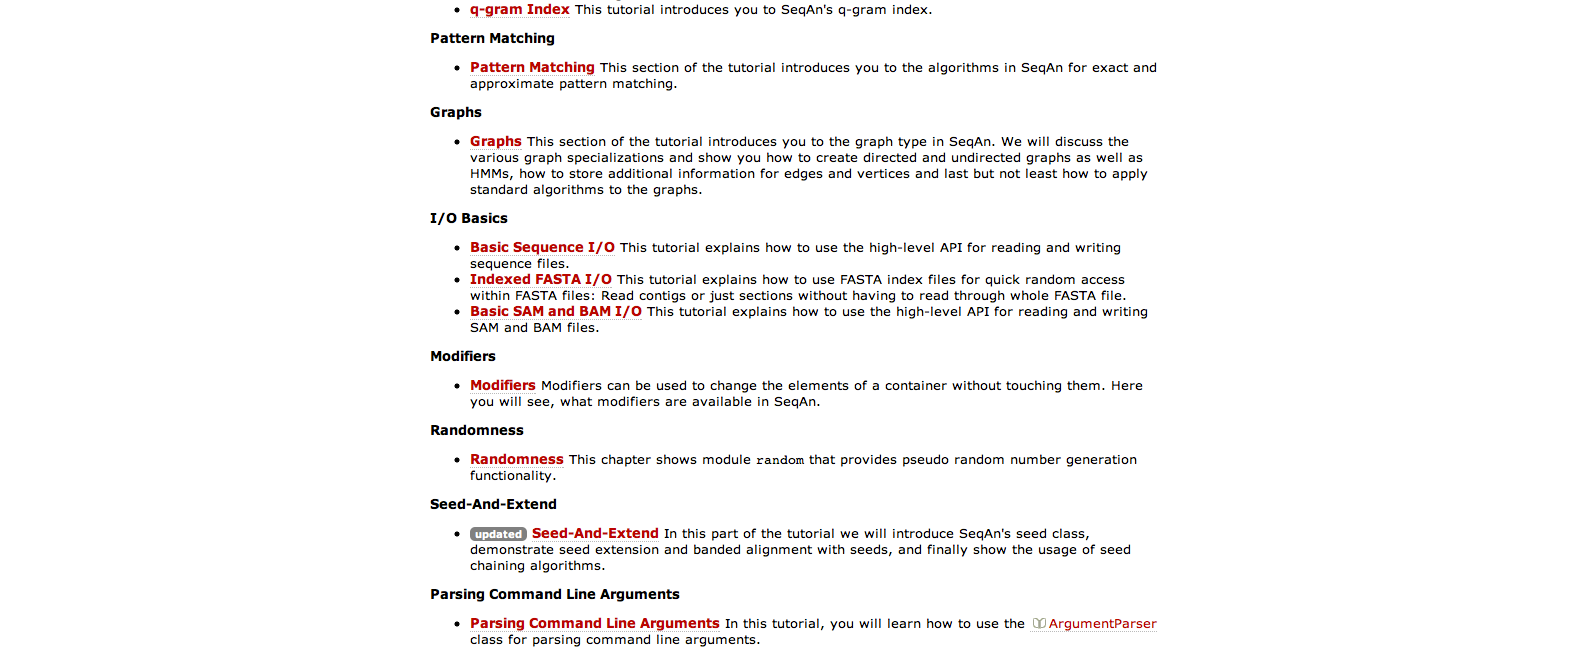 q-gram Index This tutorial introduces you to SeqAn's q-gram index.
Pattern Matching
Pattern Matching This section of the tutorial introduces you to the algorithms in SeqAn for exact and
approximate pattern matching.
Graphs
Graphs This section of the tutorial introduces you to the graph type in SeqAn. We will discuss the
various graph specializations and show you how to create directed and undirected graphs as well as
HMMs, how to store additional information for edges and vertices and last but not least how to apply
standard algorithms to the graphs.
I/O Basics
Basic Sequence I/O This tutorial explains how to use the high-level API for reading and writing
sequence files.
Indexed FASTA I/O This tutorial explains how to use FASTA index files for quick random access
within FASTA files: Read contigs or just sections without having to read through whole FASTA file.
Basic SAM and BAM I/O This tutorial explains how to use the high-level API for reading and writing
SAM and BAM files.
Modifiers
Modifiers Modifiers can be used to change the elements of a container without touching them. Here
you will see, what modifiers are available in SeqAn.
Randomness
Randomness This chapter shows module random that provides pseudo random number generation
functionality.
Seed-And-Extend
updated Seed-And-Extend In this part of the tutorial we will introduce SeqAn's seed class,
demonstrate seed extension and banded alignment with seeds, and finally show the usage of seed
chaining algorithms.
Parsing Command Line Arguments
Parsing Command Line Arguments In this tutorial, you will learn how to use the ArgumentParser
class for parsing command line arguments.